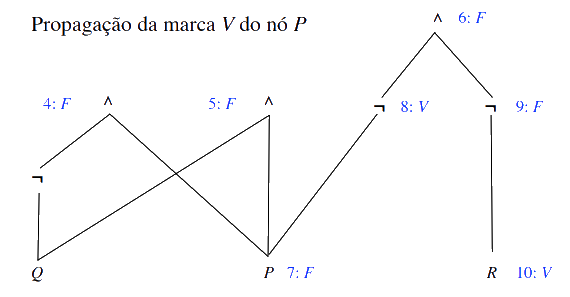 Propagação da marca V do nó P
∧ 6: F
4: F ∧ 5: F ∧ ¬ 8: V ¬ 9: F
¬
Q P 7: F R 10: V